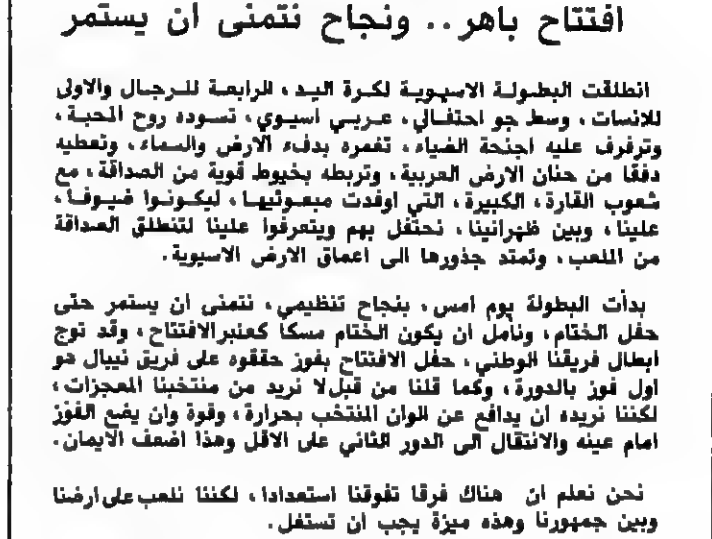 افتتاح باهر.. ونجاح نتمنى ان يستمر
انطلقت البطولة الاسيوية لكرة اليد، الرابعة للرجال والاولى
للانسات، وسط جو احتفالي، عربي اسيوي، تسوده روح المحبة،
وترفرف عليه اجنحة الضياء، تغمره بدفء الارض والسماء، وتعطيه
دفقا من حنان الارض العربية، وتربطه بخيوط قوية من الصداقة، مع
شعوب القارة، الكبيرة، التي اوفدت مبعوثيها، ليكونوا ضيوفا،
علينا، وبين ظهرانينا، نحتفل بهم ويتعرفوا علينا لتنطلق الصداقة
من الملعب، وتمتد جذورها الى اعماق الارض الاسيوية.
بدأت البطولة يوم امس، بنجاح تنظيمي، نتمنى ان يستمر حتى
حفل الختام، ونأمل ان يكون الختام مسكا كعنبر الافتتاح، وقد توج
ابطال فريقنا الوطني، حفل الافتتاح بفوز حققوه على فريق نيبال هو
اول فوز بالدورة، وكما قلنا من قبل لا نريد من منتخبنا المعجزات،
لكننا نريده ان يدافع عن الوان المنتخب بحرارة، وقوة وان يضع الفوز
امام عينه والانتقال الى الدور الثاني على الاقل وهذا اضعف الايمان.
نحن نعلم ان هناك فرقا تفوقنا استعدادا، لكننا نلعب على ارضنا
وبين جمهورنا وهذه ميزة يجب ان تستغل.